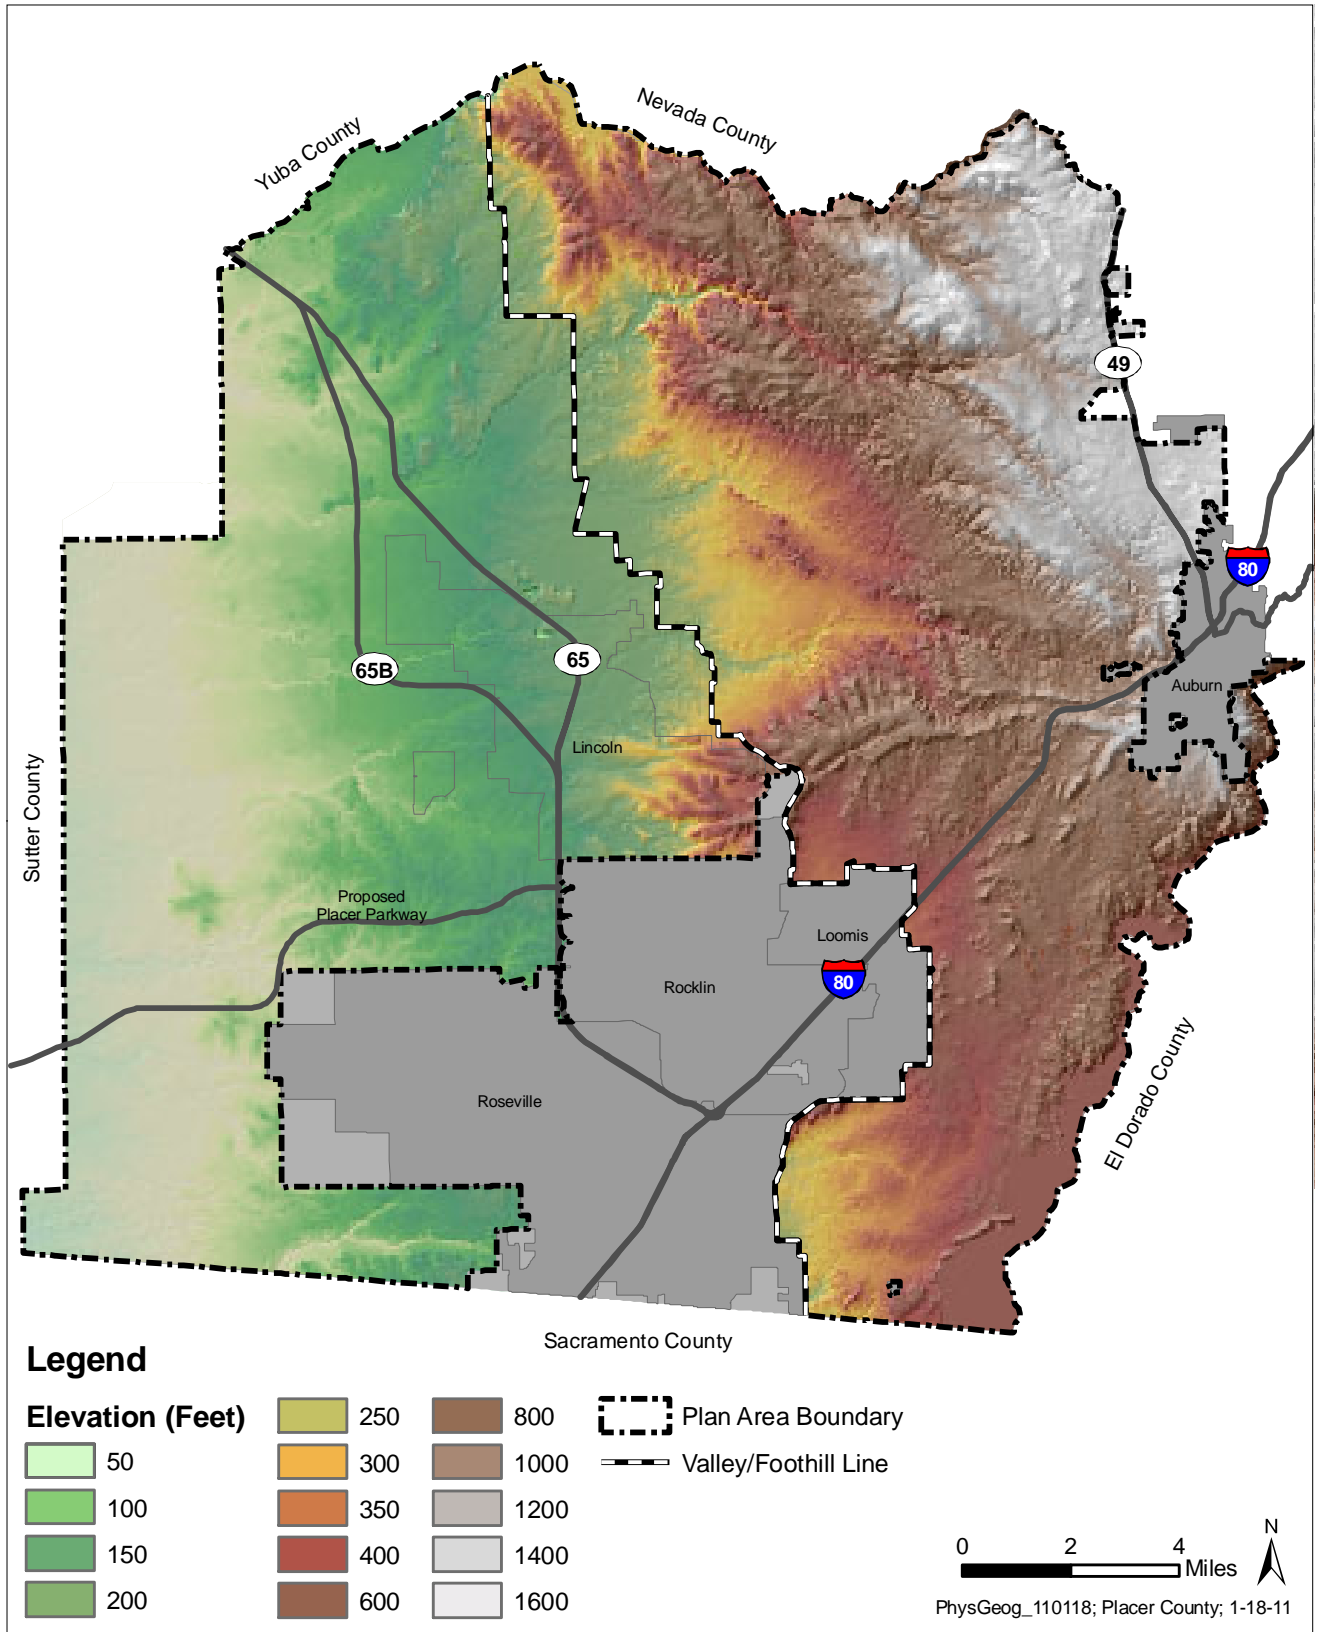 Nevada County
Yuba County
49
80
65B
65
Auburn
Lincoln
Sutter County
Proposed
Placer Parkway
Loomis
80
Rocklin
Roseville
El Dorado County
Sacramento County
Legend
Elevation (Feet)
50
100
150
200
250
300
350
400
600
800
1000
1200
1400
1600
Plan Area Boundary
Valley/Foothill Line
N
0 2 4
Miles
PhysGeog_110118; Placer County; 1-18-11